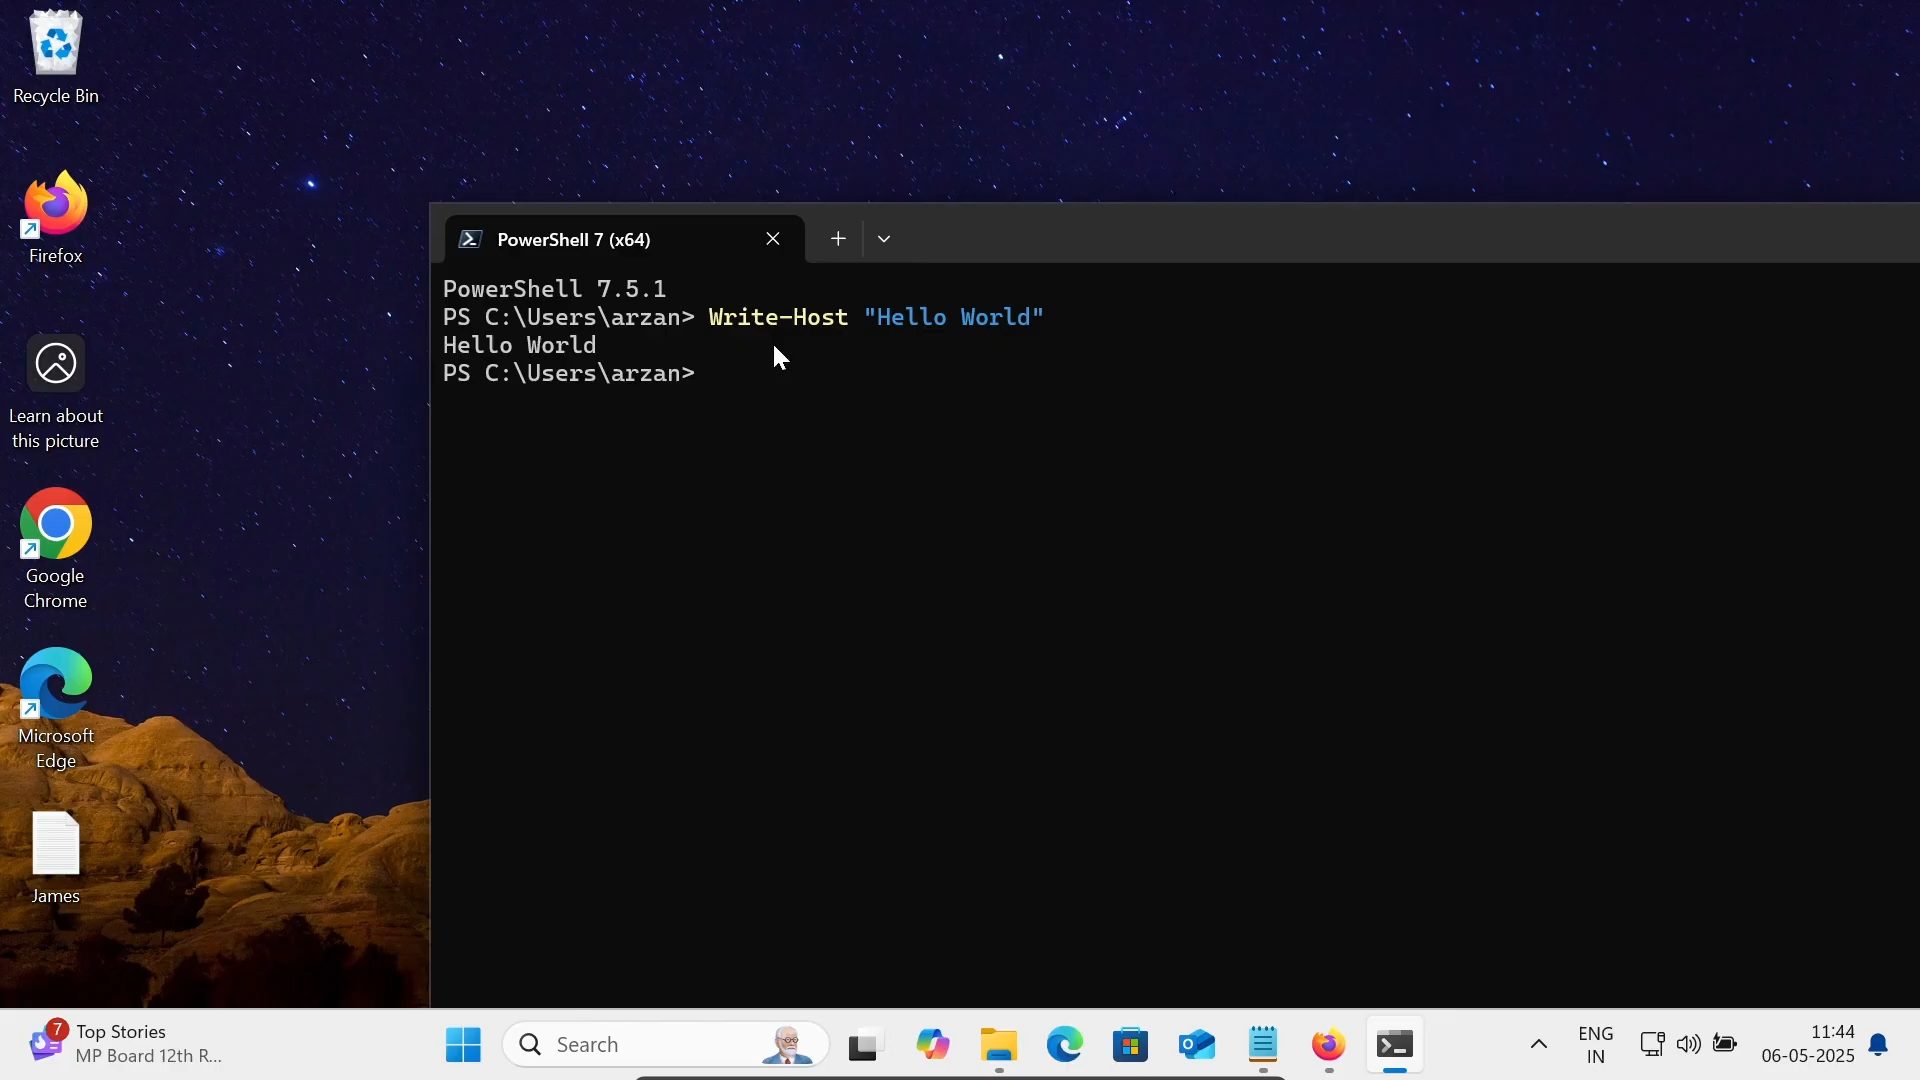 Recycle Bin
Firefox
Learn about
this picture
Google
Chrome
Microsoft
Edge
James
PowerShell 7 (x64)
PowerShell 7.5.1
PS C:\Users\arzan> Write-Host "Hello World"
Hello World
PS C:\Users\arzan>
7
Top Stories
MP Board 12th R...
Search
ENG
IN
11:44
06-05-2025